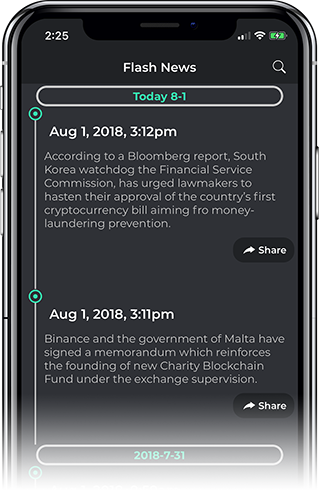 2:25
Flash News
Today 8-1
Aug 1, 2018, 3:12pm
According to a Bloomberg report, South
Korea watchdog the Financial Service
Commission, has urged lawmakers to
hasten their approval of the country's first
cryptocurrency bill aiming fro money-
laundering prevention.
Share
Aug 1, 2018, 3:11pm
Binance and the government of Malta have
signed a memorandum which reinforces
the founding of new Charity Blockchain
Fund under the exchange supervision.
Share
2018-7-31